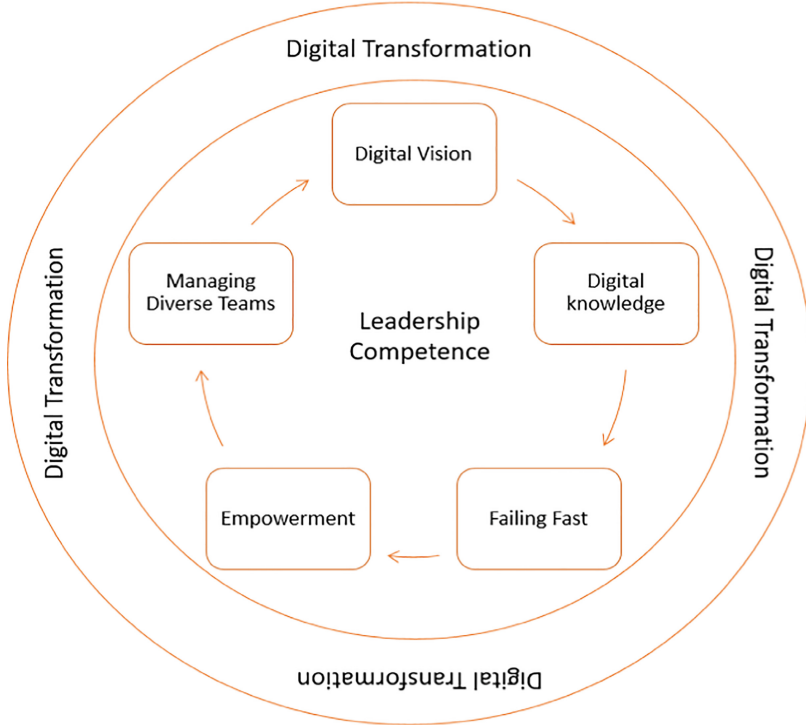 Digital Transformation
Digital Vision
Managing
Diverse Teams
Digital
knowledge
Leadership
Competence
Digital Transformation
Digital Transformation
Empowerment
Failing Fast
Digital Transformation